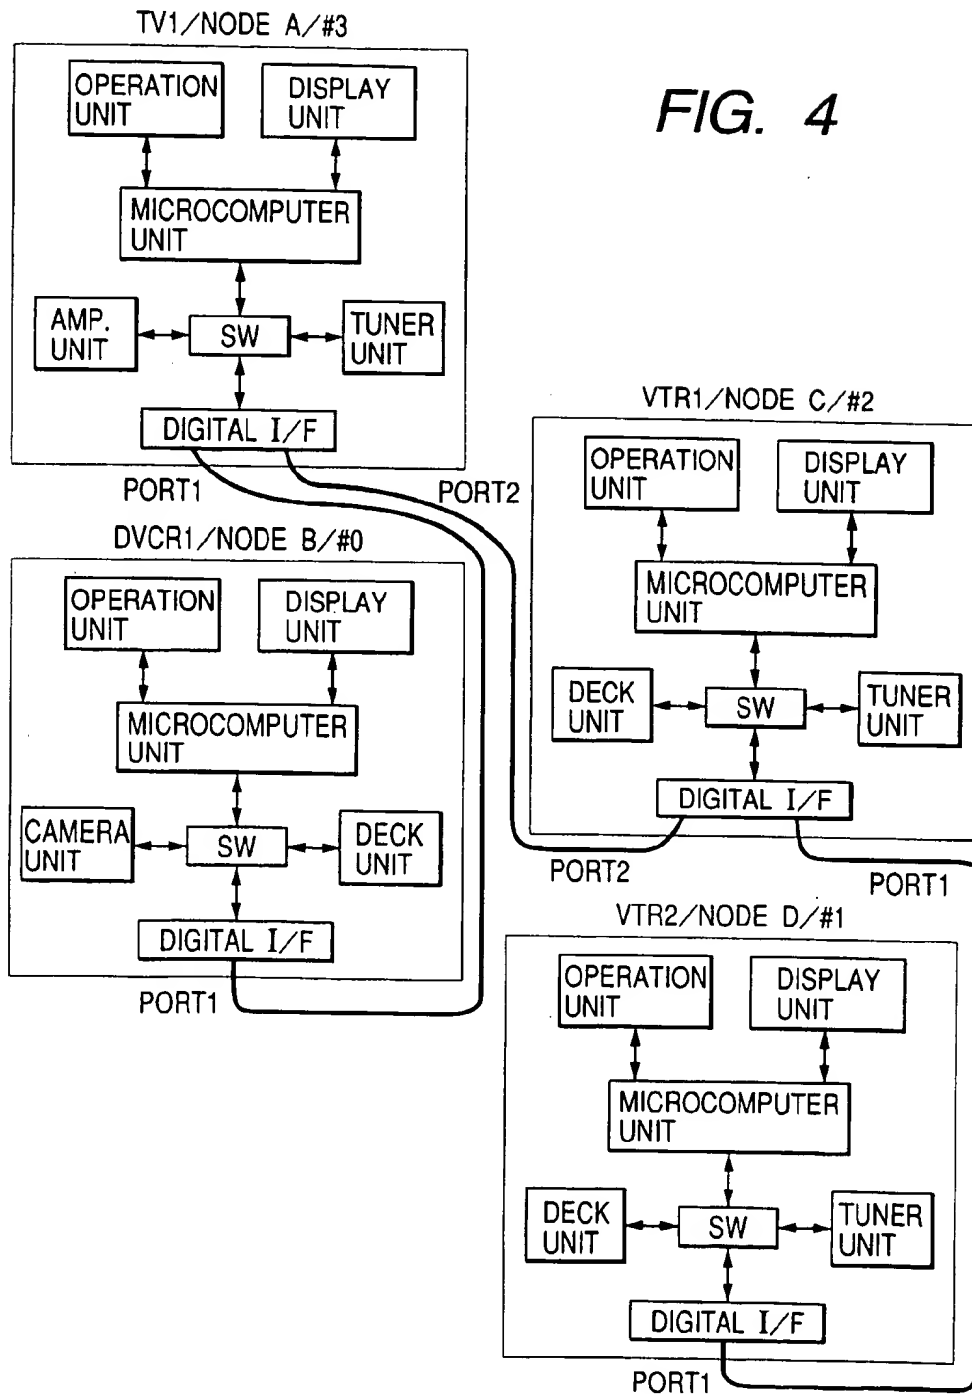 TV1/NODE A/#3
OPERATION
UNIT
DISPLAY
UNIT
FIG. 4
MICROCOMPUTER
UNIT
AMP.
UNIT
SW
TUNER
UNIT
DIGITAL I/F
PORT1
PORT2
DVCR1/NODE B/#0
OPERATION
UNIT
DISPLAY
UNIT
MICROCOMPUTER
UNIT
CAMERA
UNIT
SW
DECK
UNIT
DIGITAL I/F
PORT1
VTR1/NODE C/#2
OPERATION
UNIT
DISPLAY
UNIT
MICROCOMPUTER
UNIT
DECK
UNIT
SW
TUNER
UNIT
DIGITAL I/F
PORT2
PORT1
VTR2/NODE D/#1
OPERATION
UNIT
DISPLAY
UNIT
MICROCOMPUTER
UNIT
DECK
UNIT
SW
TUNER
UNIT
DIGITAL I/F
PORT1